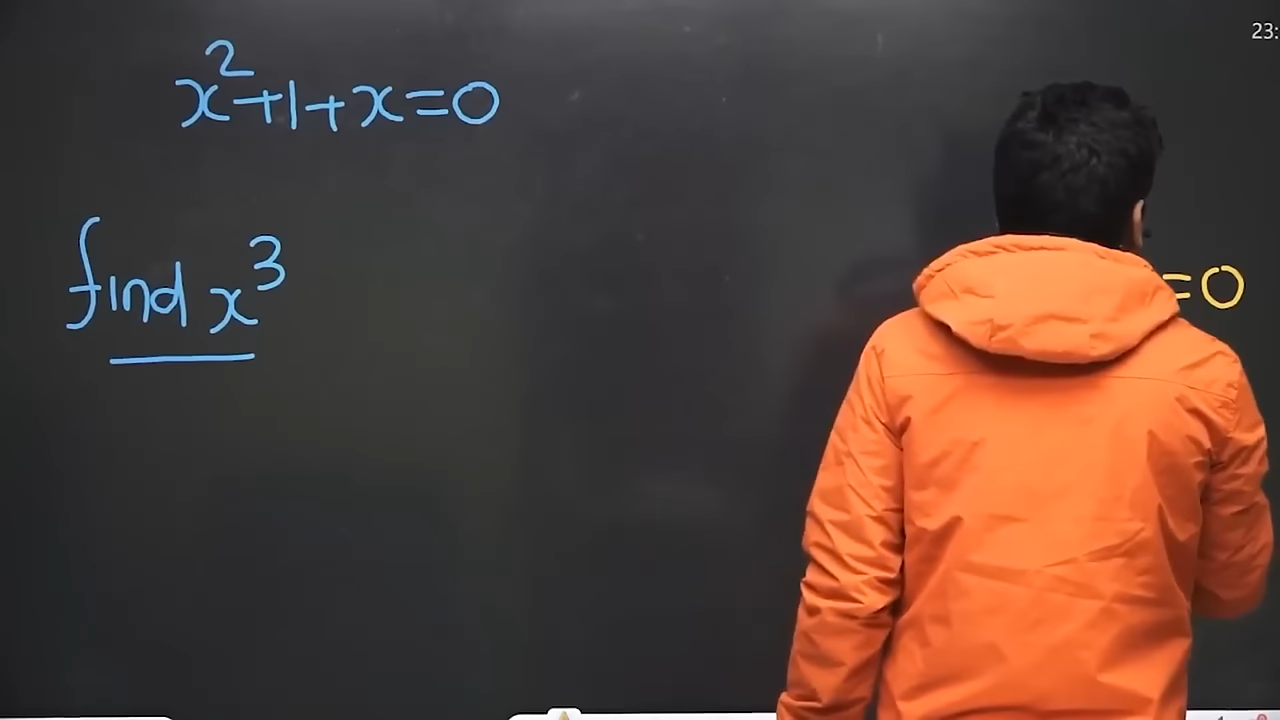 x²+1+x=0
find x³
=0
23: